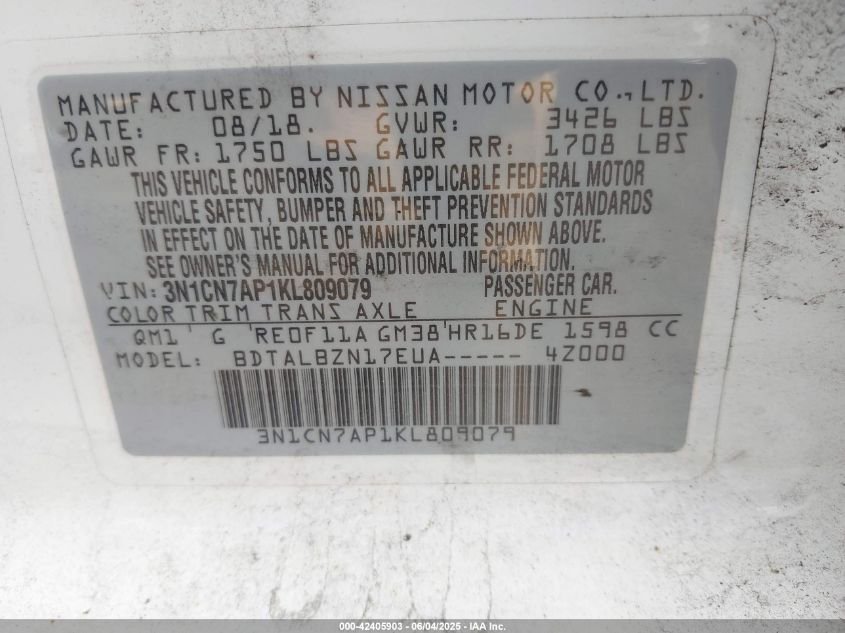 MANUFACTURED BY NISSAN MOTOR CO.,LTD.
DATE: 08/18. GVWR: 3426 LBS
GAWR FR: 1750 LBS GAWR RR: 1708 LBS
THIS VEHICLE CONFORMS TO ALL APPLICABLE FEDERAL MOTOR
VEHICLE SAFETY, BUMPER AND THEFT PREVENTION STANDARDS
IN EFFECT ON THE DATE OF MANUFACTURE SHOWN ABOVE.
SEE OWNER'S MANUAL FOR ADDITIONAL INFORMATION.
VIN: 3N1CN7AP1KL809079 PASSENGER CAR.
COLOR TRIM TRANS AXLE ENGINE
QM1 G RE0F11A GM38 HR16DE 1598 CC
MODEL: BDTALBZN17EUA----- 4Z000
3N1CN7AP1KL809079
000-42405903 - 06/04/2025 - IAAI.COM